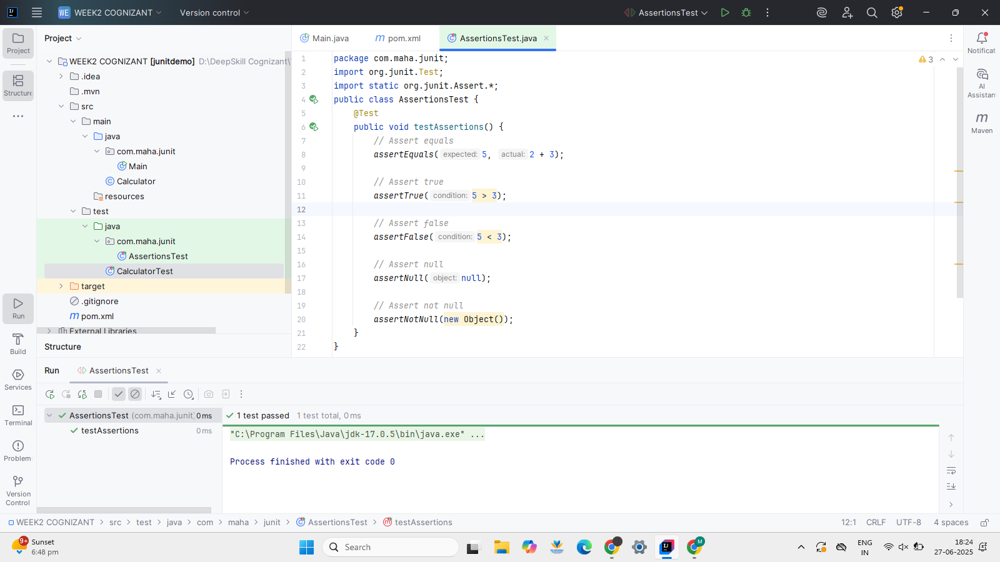 WE WEEK2 COGNIZANT Version control AssertionsTest
Project
Structure
Run
Build
Services
Terminal
Problem
Version
Control
Project
WEEK2 COGNIZANT [junitdemo] D:\DeepSkill Cognizant\
.idea
.mvn
src
main
java
com.maha.junit
Main
Calculator
resources
test
java
com.maha.junit
AssertionsTest
CalculatorTest
target
.gitignore
pom.xml
External Libraries
Structure
Main.java pom.xml AssertionsTest.java
3
1 package com.maha.junit;
2 import org.junit.Test;
3 import static org.junit.Assert.*;
4 public class AssertionsTest {
5 @Test
6 public void testAssertions() {
7 // Assert equals
8 assertEquals( expected: 5, actual: 2 + 3);
9
10 // Assert true
11 assertTrue( condition: 5 > 3);
12
13 // Assert false
14 assertFalse( condition: 5 < 3);
15
16 // Assert null
17 assertNull( object: null);
18
19 // Assert not null
20 assertNotNull(new Object());
21 }
22 }
Notificat
AI
Assistan
Maven
Run AssertionsTest
AssertionsTest (com.maha.junit) 0 ms
testAssertions 0 ms
1 test passed 1 test total, 0 ms
"C:\Program Files\Java\jdk-17.0.5\bin\java.exe" ...
Process finished with exit code 0
WEEK2 COGNIZANT > src > test > java > com > maha > junit > AssertionsTest > testAssertions
12:1 CRLF UTF-8 4 spaces
9+
Sunset
6:48 pm
Search
M
ENG
IN
18:24
27-06-2025